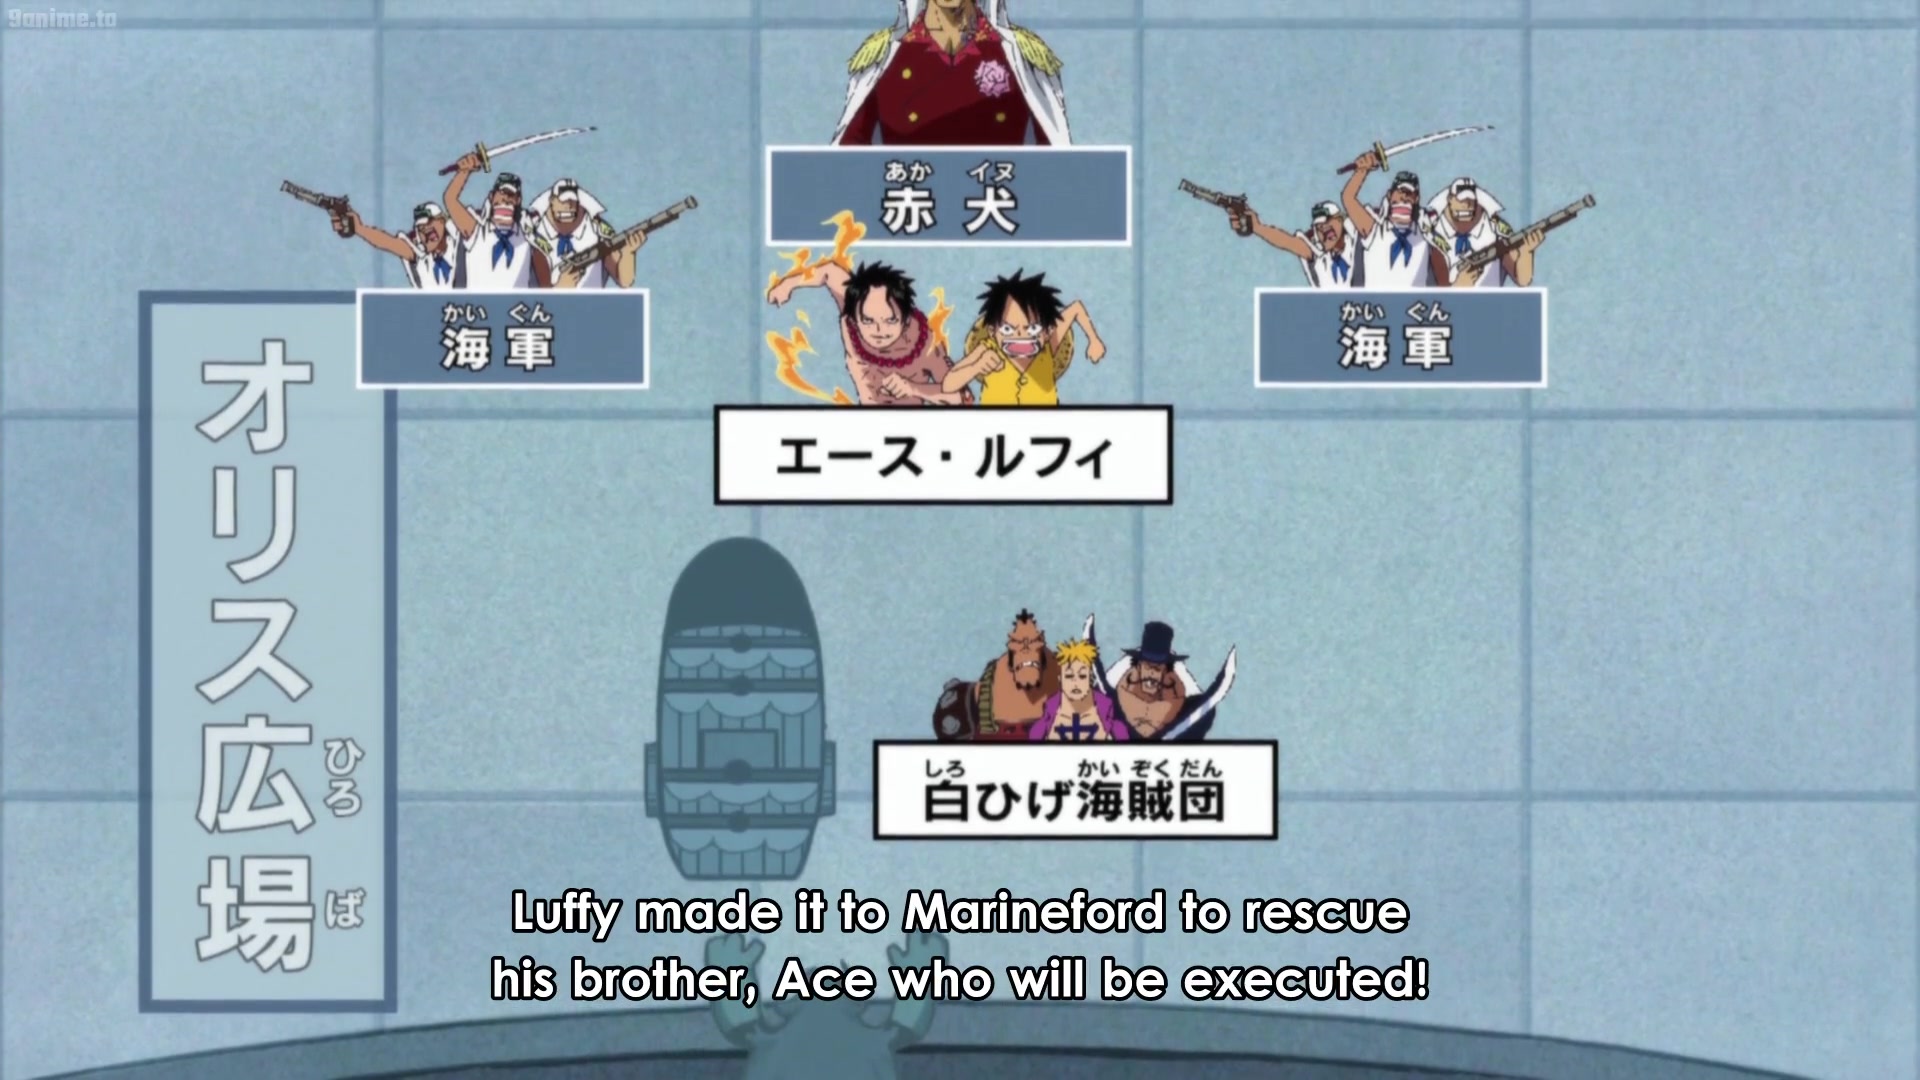 9anime.to
あか イヌ
赤犬
かい ぐん
海軍
かい ぐん
海軍
エース・ルフィ
オリス広場
ひろ ば
しろ かい ぞく だん
白ひげ海賊団
Luffy made it to Marineford to rescue
his brother, Ace who will be executed!